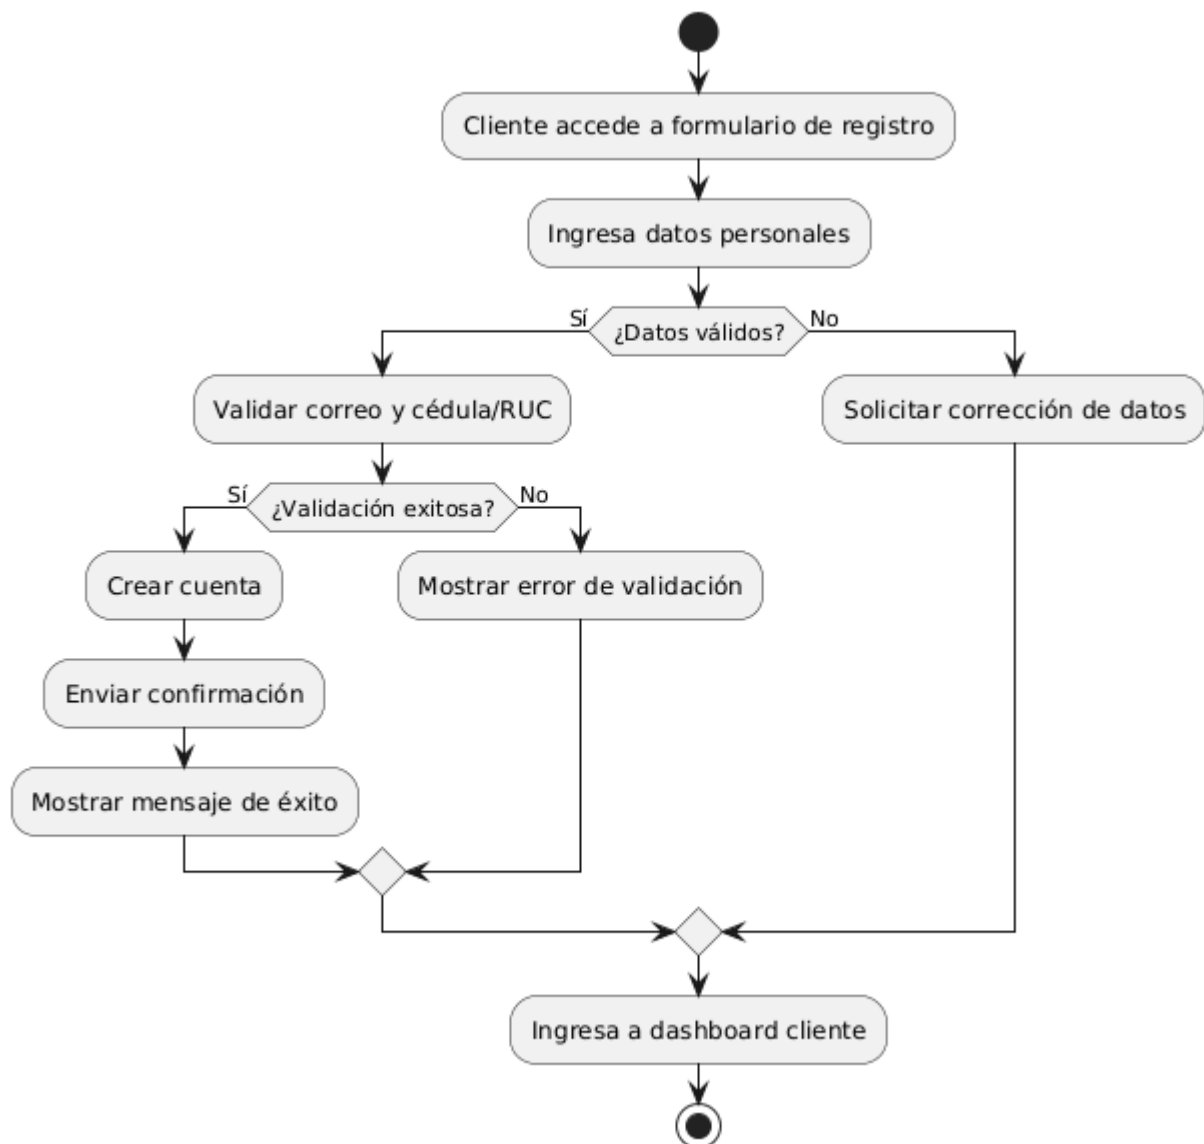 Cliente accede a formulario de registro
Ingresa datos personales
Sí
¿Datos válidos?
No
Validar correo y cédula/RUC
Solicitar corrección de datos
Sí
¿Validación exitosa?
No
Crear cuenta
Mostrar error de validación
Enviar confirmación
Mostrar mensaje de éxito
Ingresa a dashboard cliente